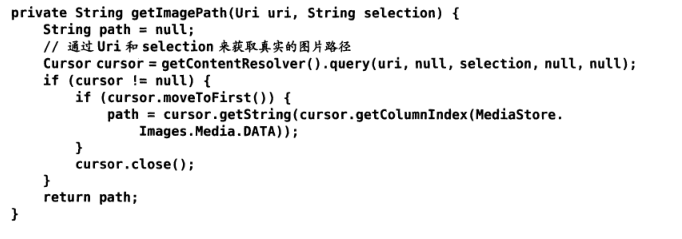 private String getImagePath(Uri uri, String selection) {
    String path = null;
    // 通过 Uri 和 selection 来获取真实的图片路径
    Cursor cursor = getContentResolver().query(uri, null, selection, null, null);
    if (cursor != null) {
        if (cursor.moveToFirst()) {
            path = cursor.getString(cursor.getColumnIndex(MediaStore.
                Images.Media.DATA));
        }
        cursor.close();
    }
    return path;
}